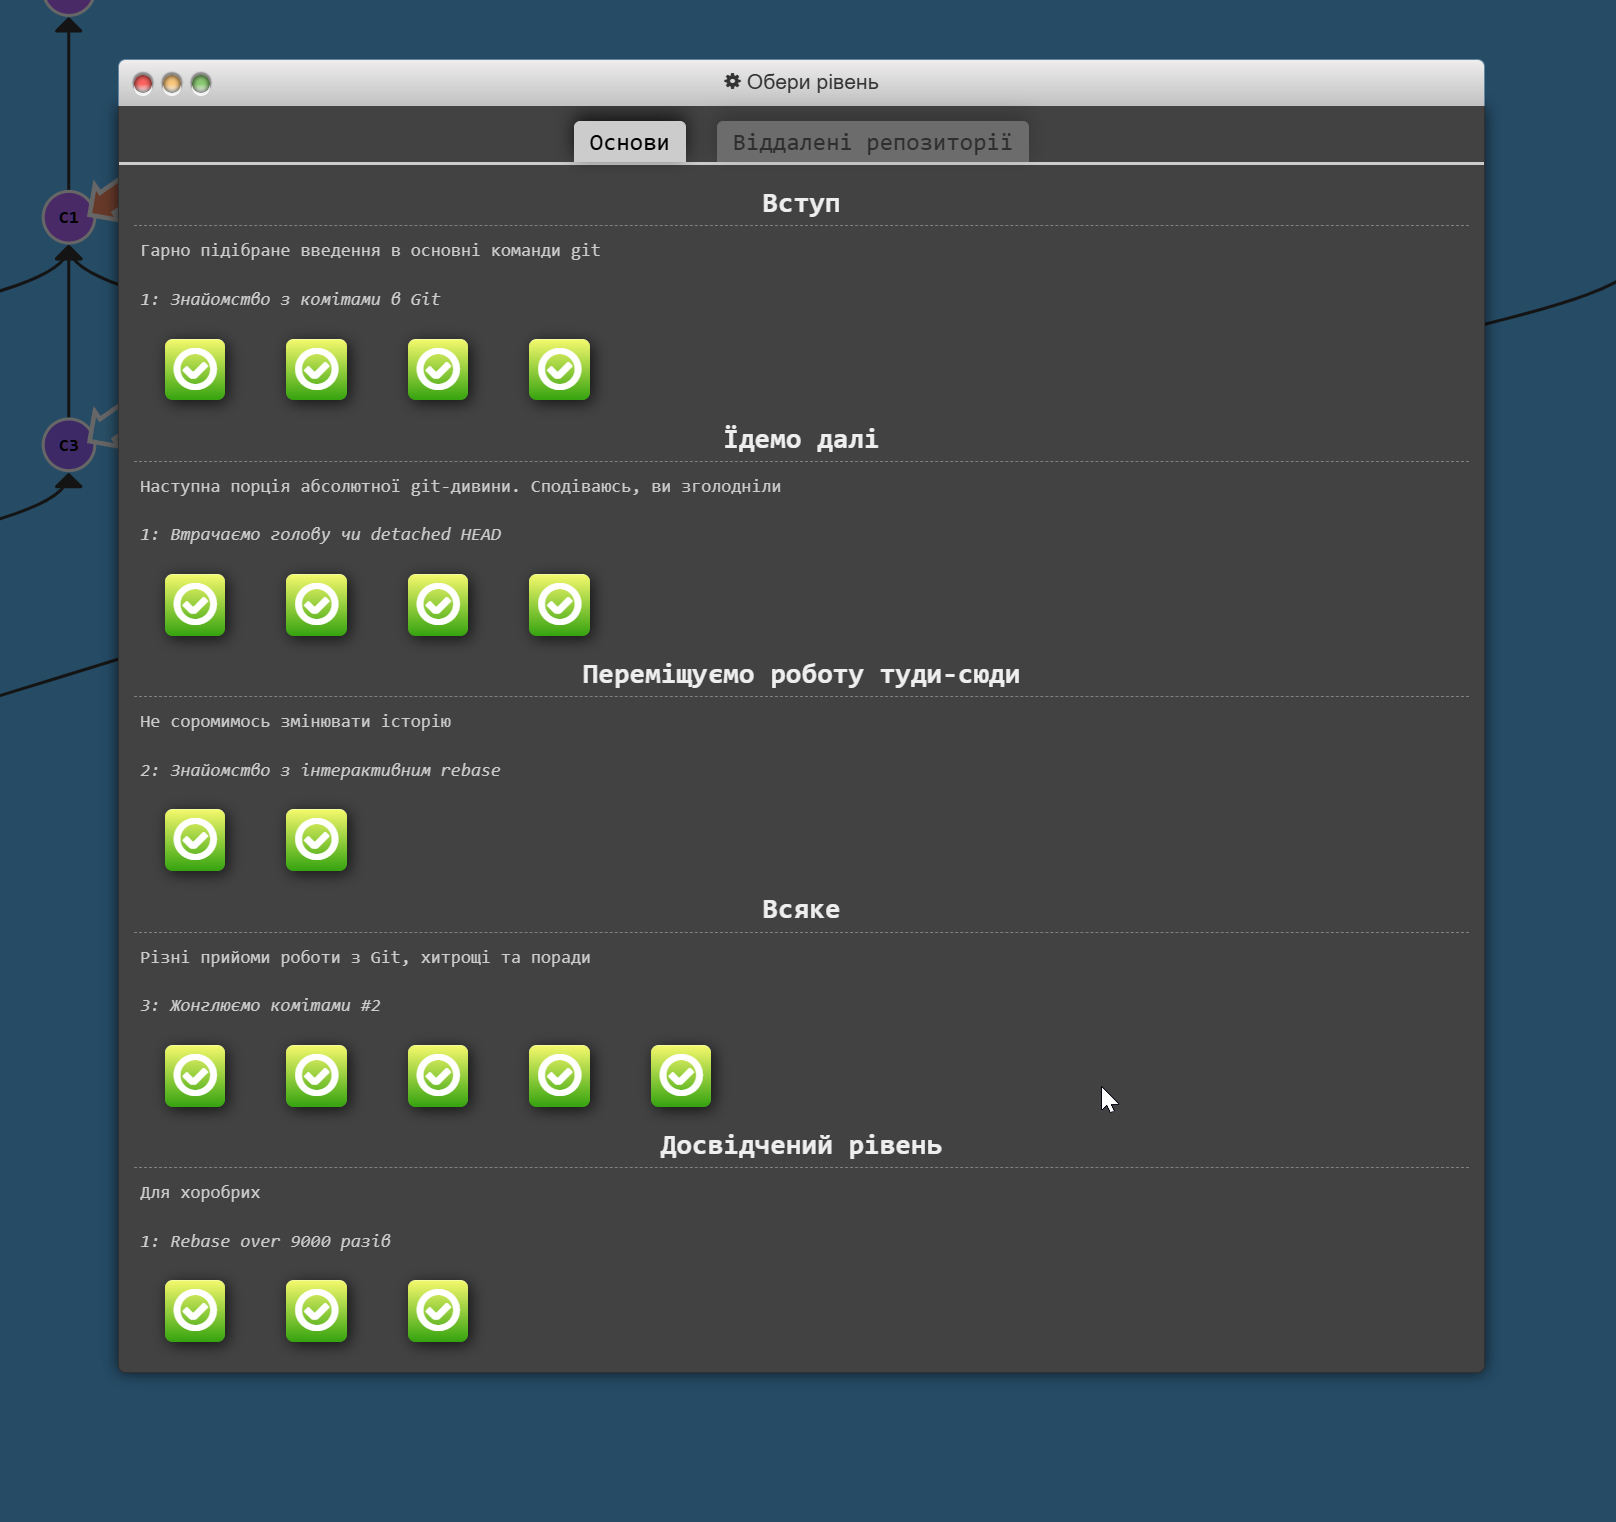 Обери рівень
Основи
Віддалені репозиторії
C1
C3
Вступ
Гарно підібране введення в основні команди git
1: Знайомство з комітами в Git
Їдемо далі
Наступна порція абсолютної git-дивини. Сподіваюсь, ви зголодніли
1: Втрачаємо голову чи detached HEAD
Переміщуємо роботу туди-сюди
Не соромимось змінювати історію
2: Знайомство з інтерактивним rebase
Всяке
Різні прийоми роботи з Git, хитрощі та поради
3: Жонглюємо комітами #2
Досвідчений рівень
Для хоробрих
1: Rebase over 9000 разів